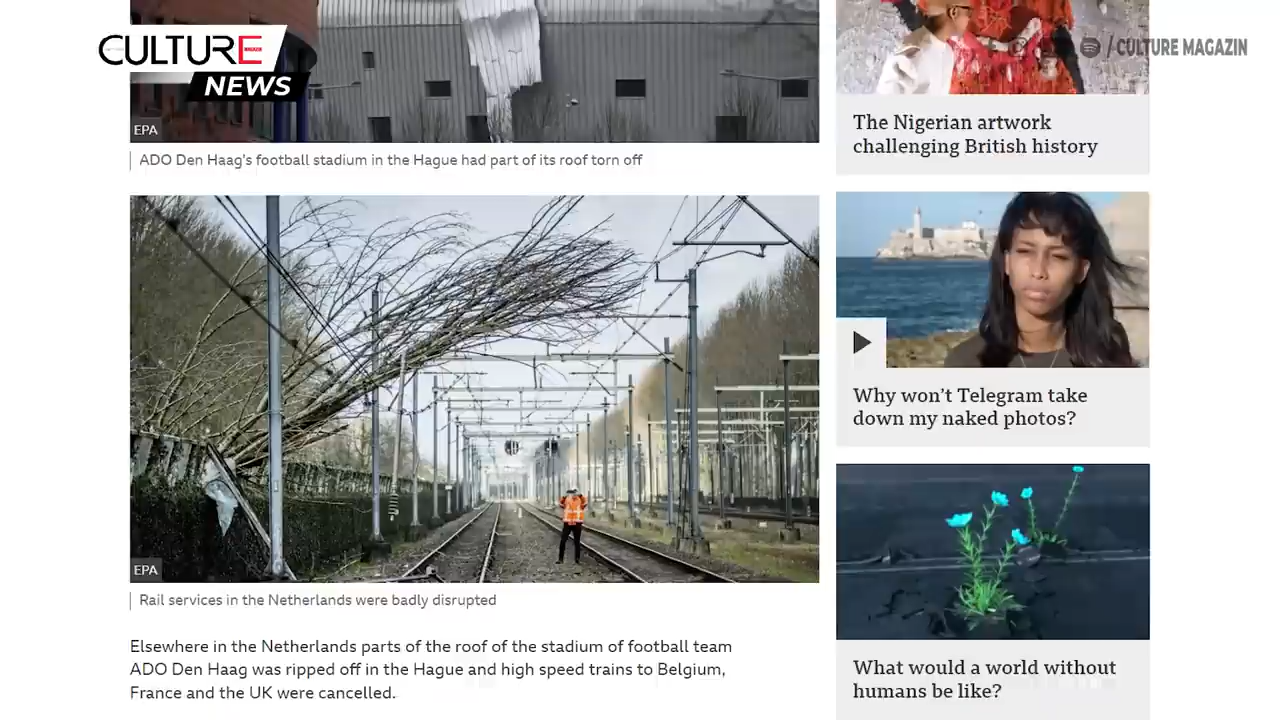 CULTURE
NEWS
/CULTURE MAGAZIN
EPA
ADO Den Haag's football stadium in the Hague had part of its roof torn off
The Nigerian artwork
challenging British history
Why won't Telegram take
down my naked photos?
EPA
Rail services in the Netherlands were badly disrupted
Elsewhere in the Netherlands parts of the roof of the stadium of football team
ADO Den Haag was ripped off in the Hague and high speed trains to Belgium,
France and the UK were cancelled.
What would a world without
humans be like?